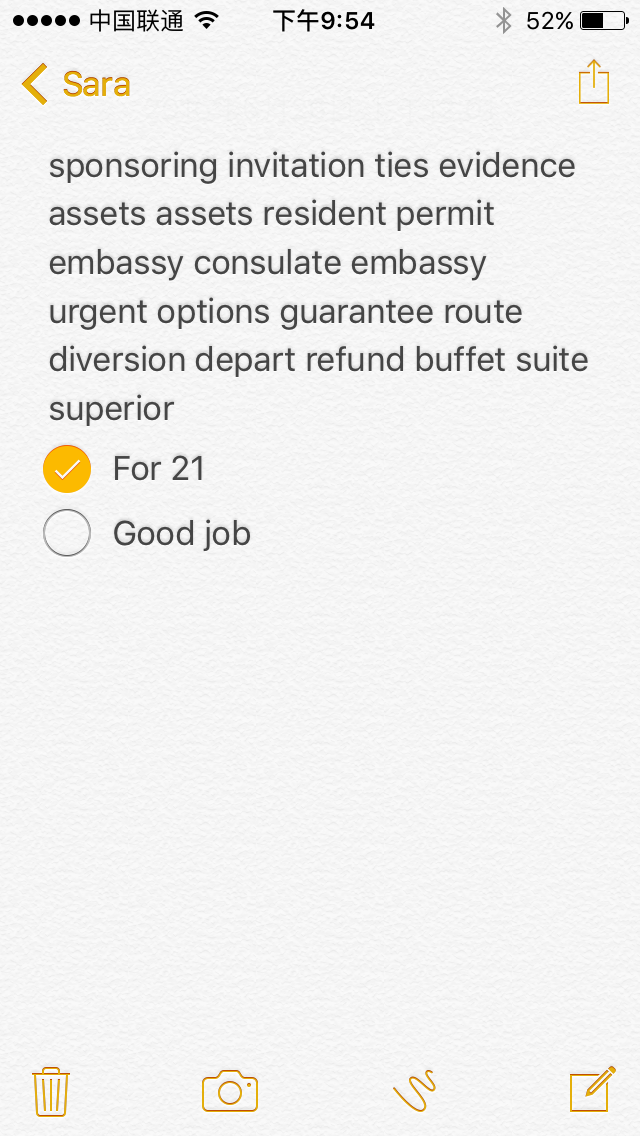 中国联通 下午9:54 52%
Sara
sponsoring invitation ties evidence
assets assets resident permit
embassy consulate embassy
urgent options guarantee route
diversion depart refund buffet suite
superior
For 21
Good job